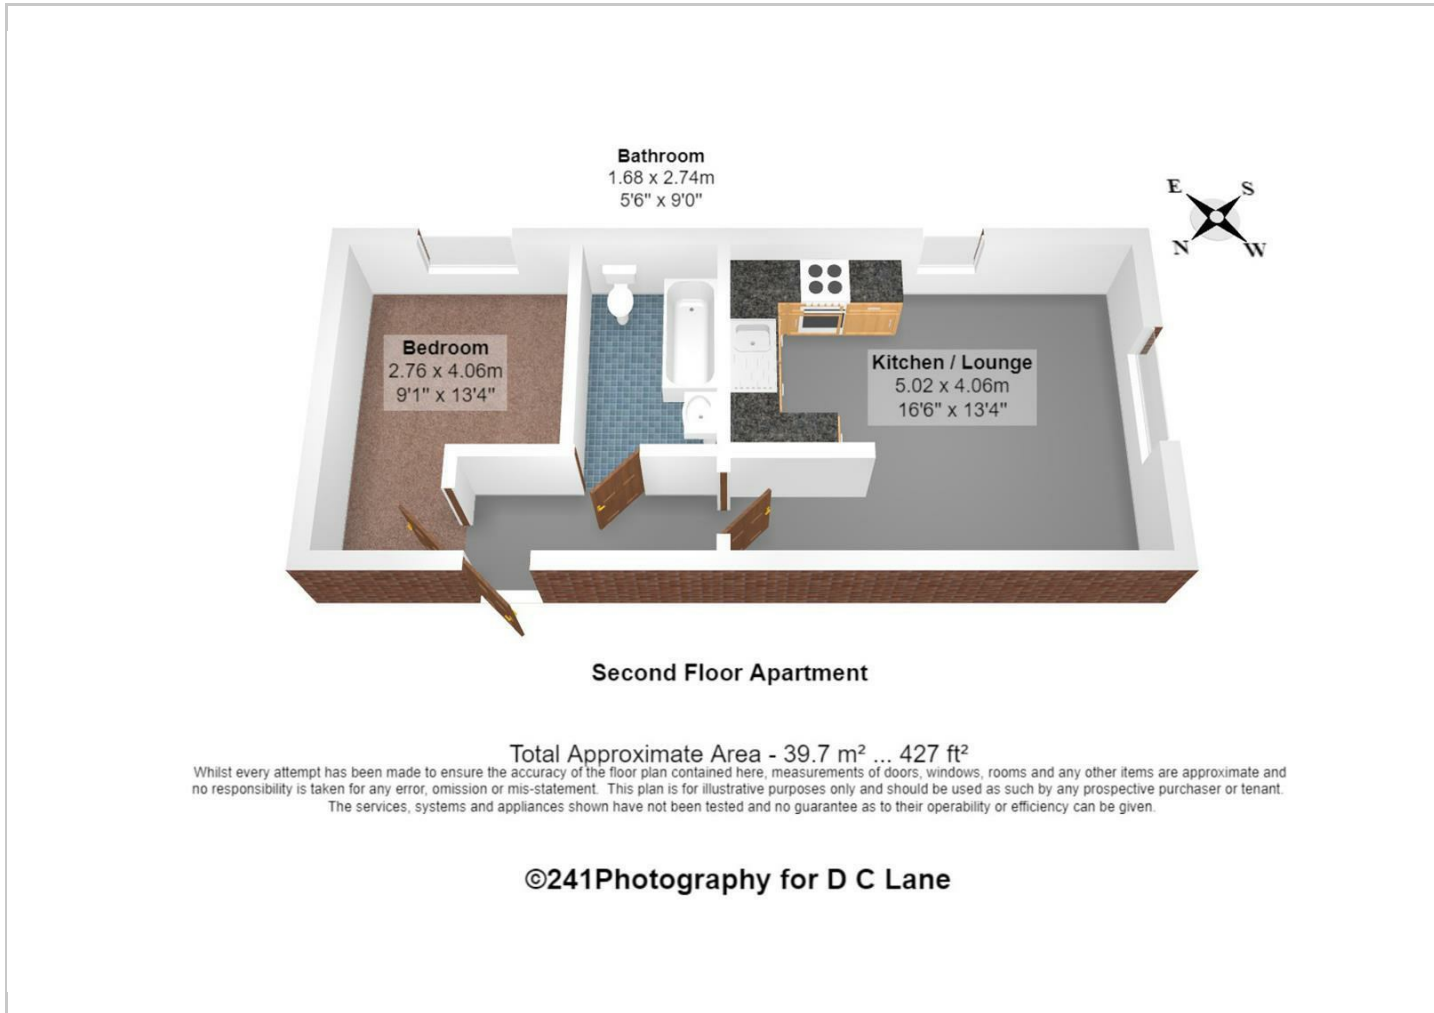 Bathroom
1.68 x 2.74m
5'6" x 9'0"
E S
N W
Bedroom
2.76 x 4.06m
9'1" x 13'4"
Kitchen / Lounge
5.02 x 4.06m
16'6" x 13'4"
Second Floor Apartment
Total Approximate Area - 39.7 m² ... 427 ft²
Whilst every attempt has been made to ensure the accuracy of the floor plan contained here, measurements of doors, windows, rooms and any other items are approximate and
no responsibility is taken for any error, omission or mis-statement. This plan is for illustrative purposes only and should be used as such by any prospective purchaser or tenant.
The services, systems and appliances shown have not been tested and no guarantee as to their operability or efficiency can be given.
©241Photography for D C Lane